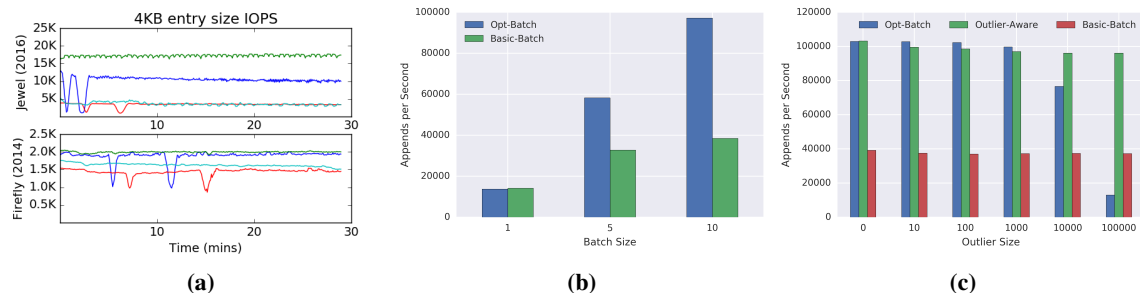 4KB entry size IOPS
Jewel (2016)
25K
20K
15K
10K
5K
10
20
30
Firefly (2014)
2.5K
2.0K
1.5K
1.0K
0.5K
10
20
30
Time (mins)
(a)
Appends per Second
100000
80000
60000
40000
20000
0
Opt-Batch
Basic-Batch
1
5
10
Batch Size
(b)
Appends per Second
120000
100000
80000
60000
40000
20000
0
Opt-Batch
Outlier-Aware
Basic-Batch
0
10
100
1000
10000
100000
Outlier Size
(c)